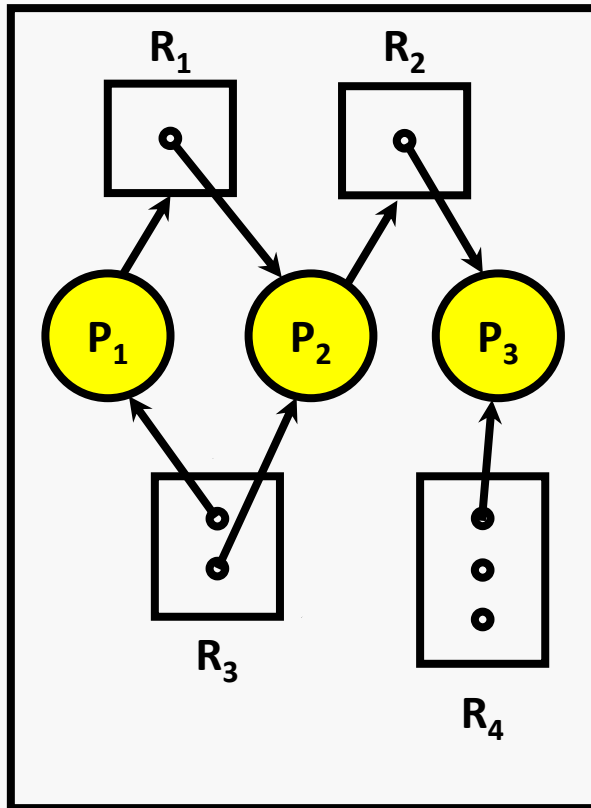 R₁ R₂
P₁ P₂ P₃
R₃
R₄